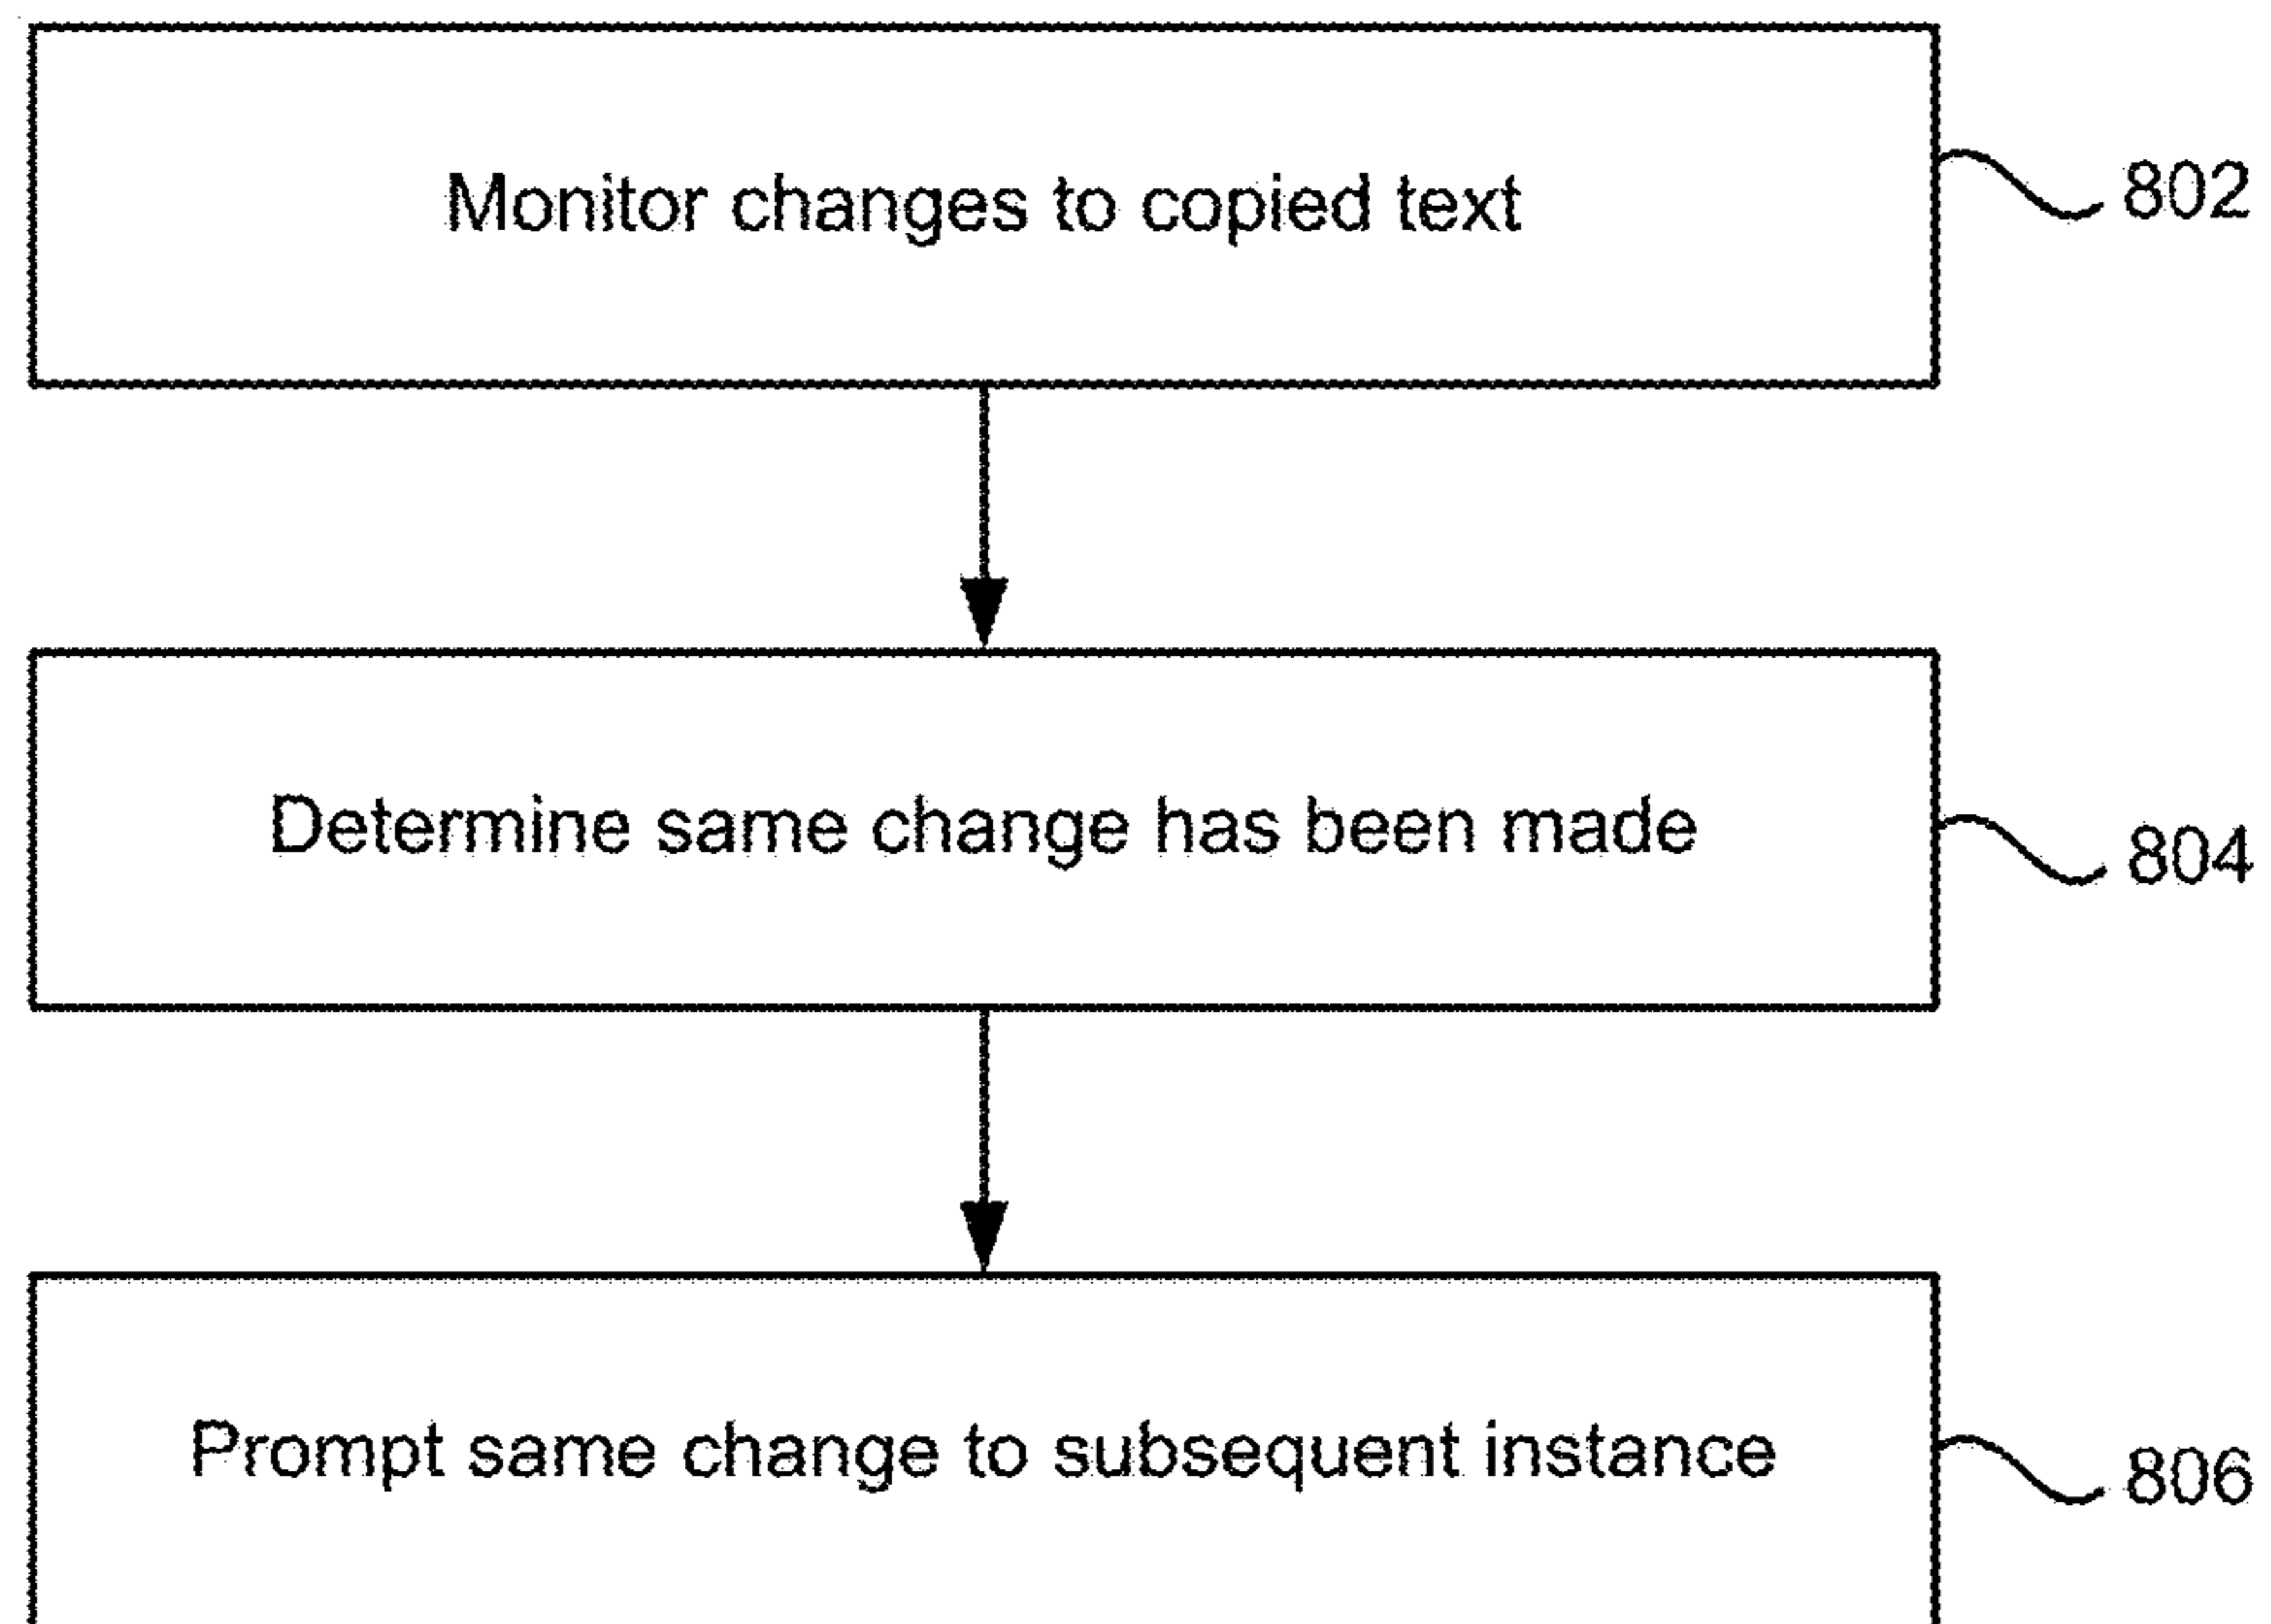 Monitor changes to copied text
802
Determine same change has been made
804
Prompt same change to subsequent instance
806